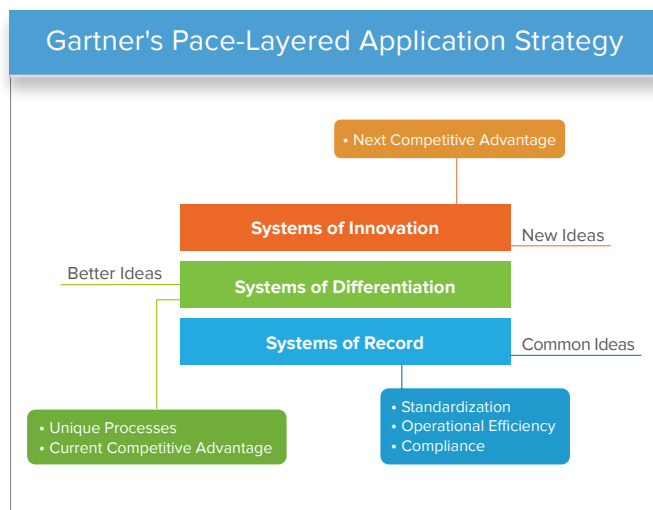 Gartner's Pace-Layered Application Strategy
• Next Competitive Advantage
Systems of Innovation
New Ideas
Better Ideas
Systems of Differentiation
Systems of Record
Common Ideas
• Unique Processes
• Current Competitive Advantage
• Standardization
• Operational Efficiency
• Compliance